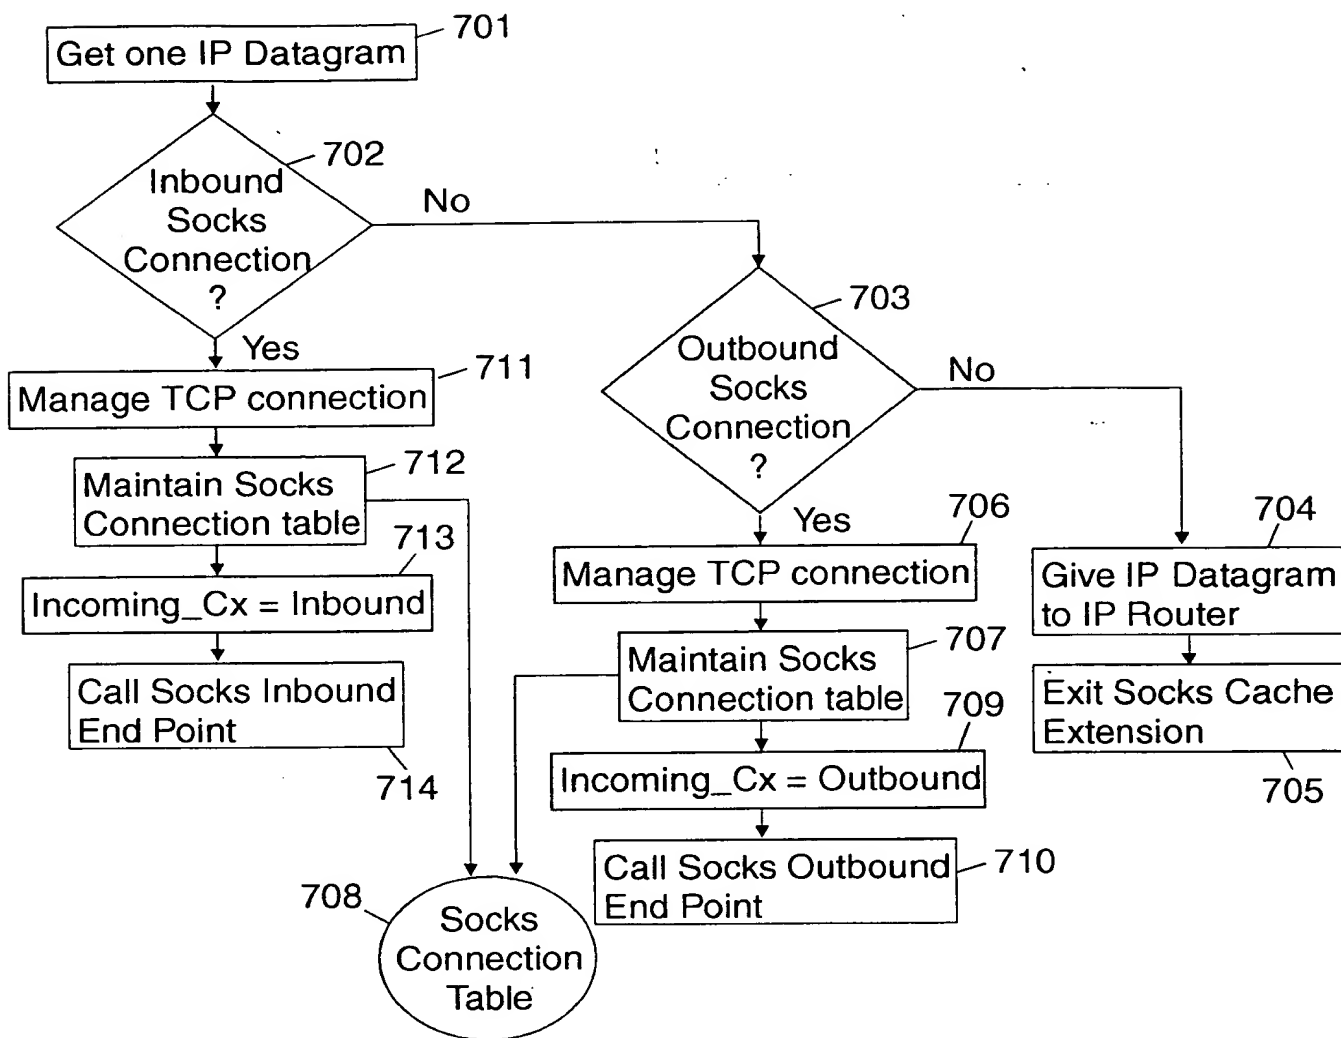 701
Get one IP Datagram
702
Inbound
Socks
Connection
?
No
Yes
703
Outbound
Socks
Connection
?
No
Yes
711
Manage TCP connection
712
Maintain Socks
Connection table
713
Incoming_Cx = Inbound
Call Socks Inbound
End Point
714
706
Manage TCP connection
707
Maintain Socks
Connection table
709
Incoming_Cx = Outbound
710
Call Socks Outbound
End Point
704
Give IP Datagram
to IP Router
Exit Socks Cache
Extension
705
708
Socks
Connection
Table